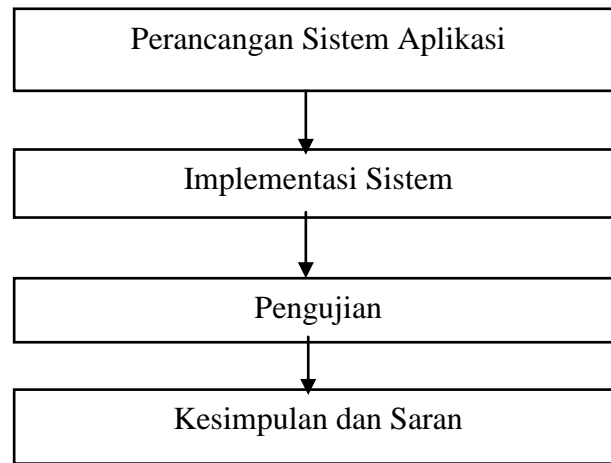 Perancangan Sistem Aplikasi
Implementasi Sistem
Pengujian
Kesimpulan dan Saran